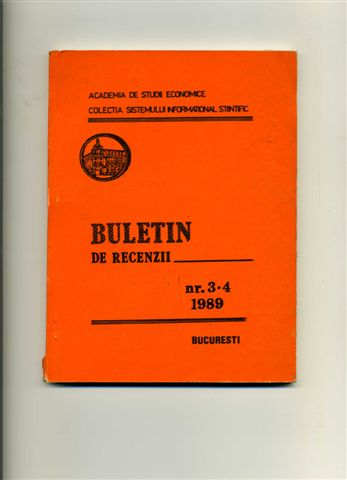 ACADEMIA DE STUDII ECONOMICE
COLECTIA SISTEMULUI INFORMATIONAL STIINTIFIC
BULETIN
DE RECENZII
nr. 3-4
1989
BUCURESTI